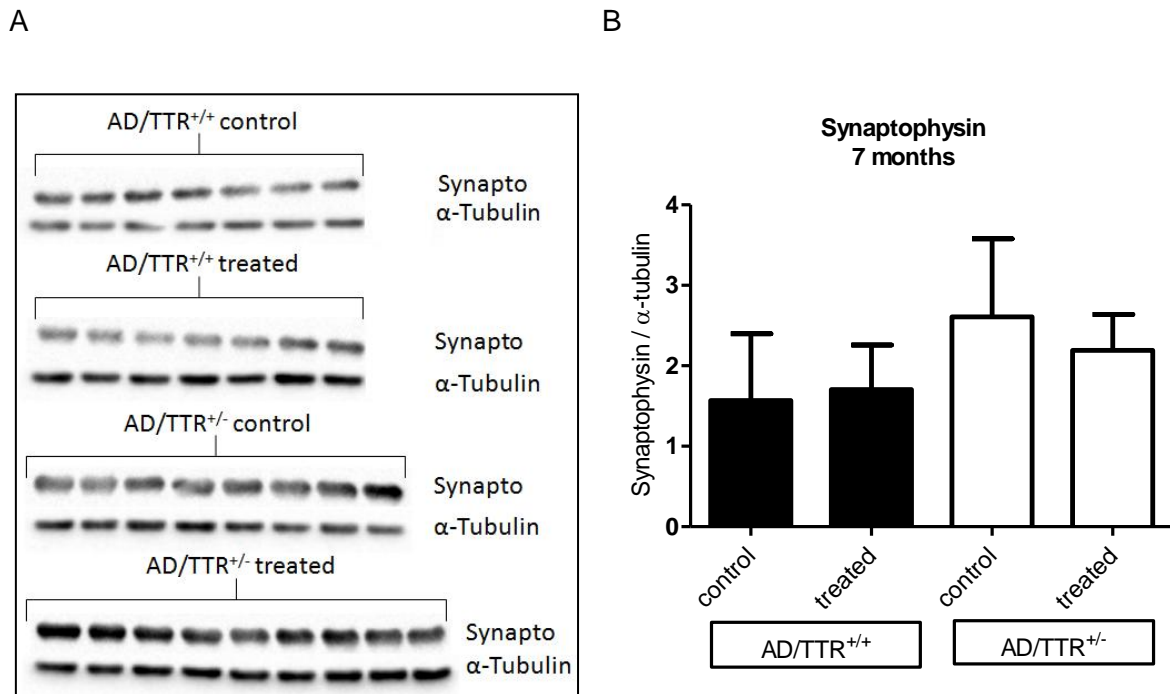 A
AD/TTR+/+ control
Synapto
α-Tubulin
AD/TTR+/+ treated
Synapto
α-Tubulin
AD/TTR+/- control
Synapto
α-Tubulin
AD/TTR+/- treated
Synapto
α-Tubulin
B
Synaptophysin
7 months
Synaptophysin / α-tubulin
4
3
2
1
0
control
treated
control
treated
AD/TTR+/+
AD/TTR+/-